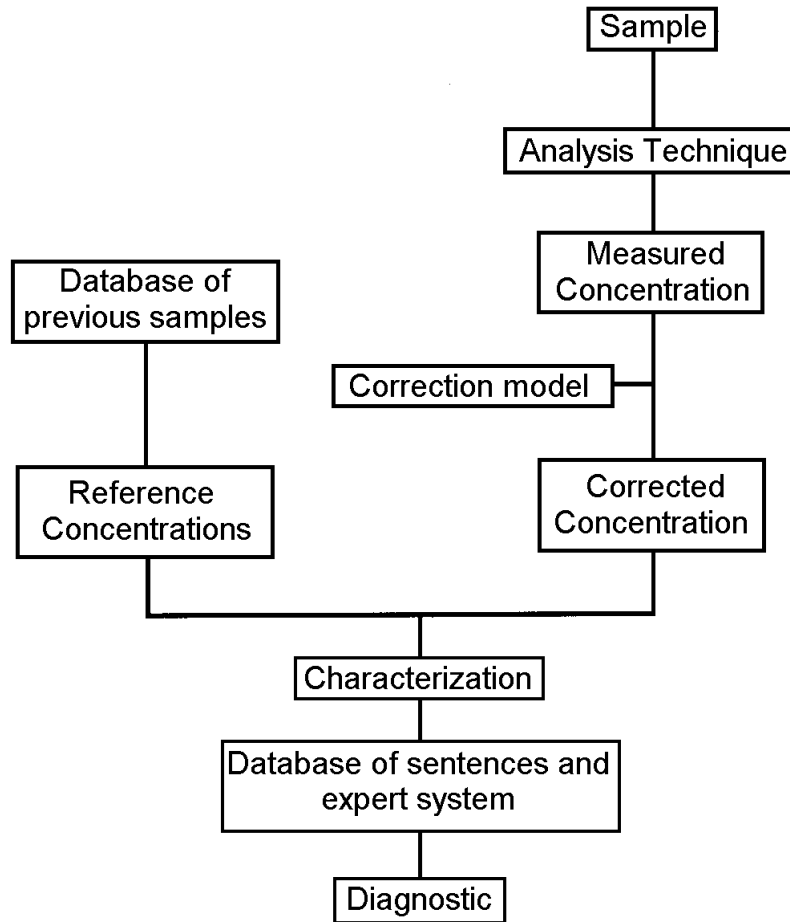 Sample
Analysis Technique
Measured
Concentration
Database of
previous samples
Correction model
Reference
Concentrations
Corrected
Concentration
Characterization
Database of sentences and
expert system
Diagnostic